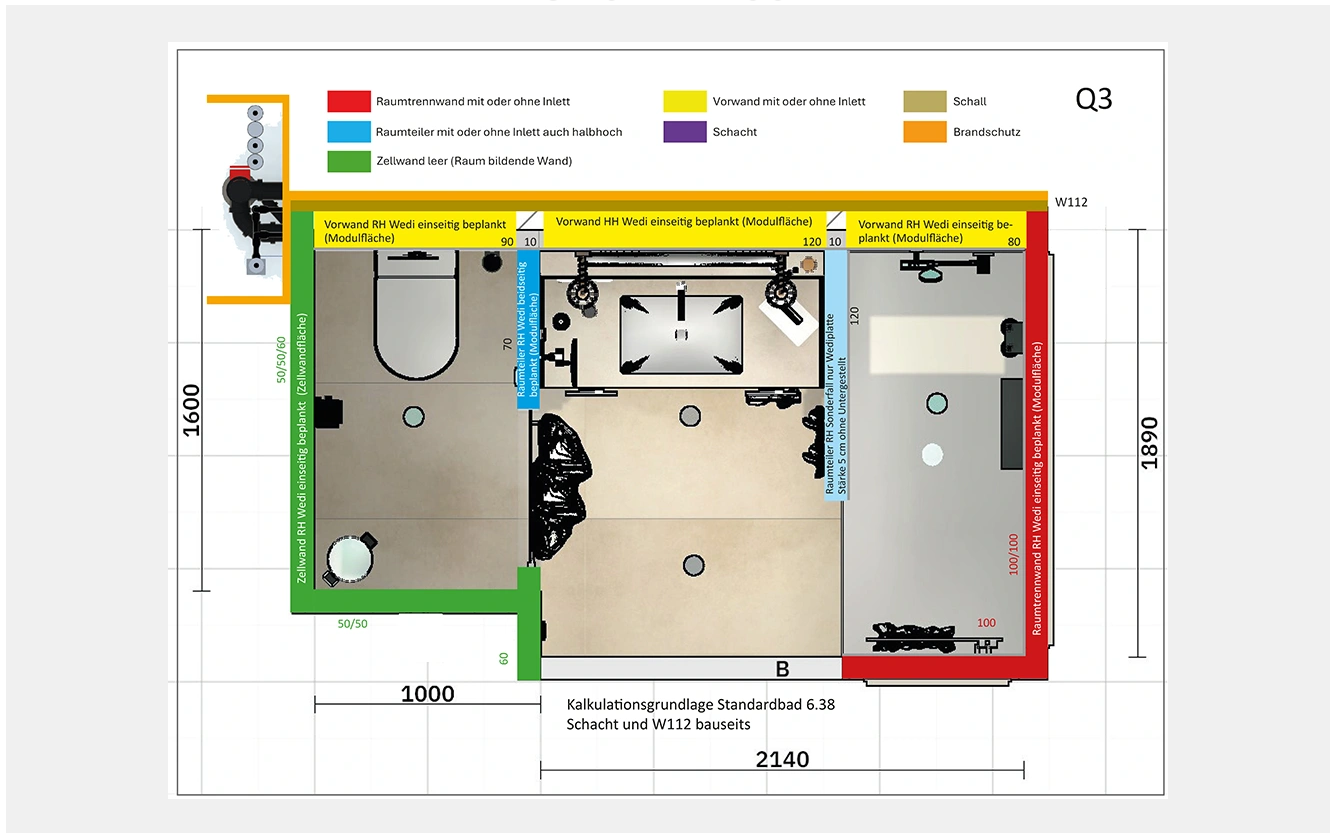 Raumtrennwand mit oder ohne Inlett
Vorwand mit oder ohne Inlett
Schall
Q3
Raumteiler mit oder ohne Inlett auch halbhoch
Schacht
Brandschutz
Zellwand leer (Raum bildende Wand)
W112
Vorwand RH Wedi einseitig beplankt
(Modulfläche)
90
10
Vorwand HH Wedi einseitig beplankt (Modulfläche)
120
10
Vorwand RH Wedi einseitig be-
plankt (Modulfläche)
80
1600
50/50/60
Zellwand RH Wedi einseitig beplankt (Zellwandfläche)
70
Raumteiler RH Wedi beidseitig
beplankt (Modulfläche)
Raumteiler RH Sonderfall nur Wediplatte
Stärke 5 cm ohne Untergestellt
120
100/100
Raumtrennwand RH Wedi einseitig beplankt (Modulfläche)
1890
50/50
60
100
B
1000
Kalkulationsgrundlage Standardbad 6.38
Schacht und W112 bauseits
2140